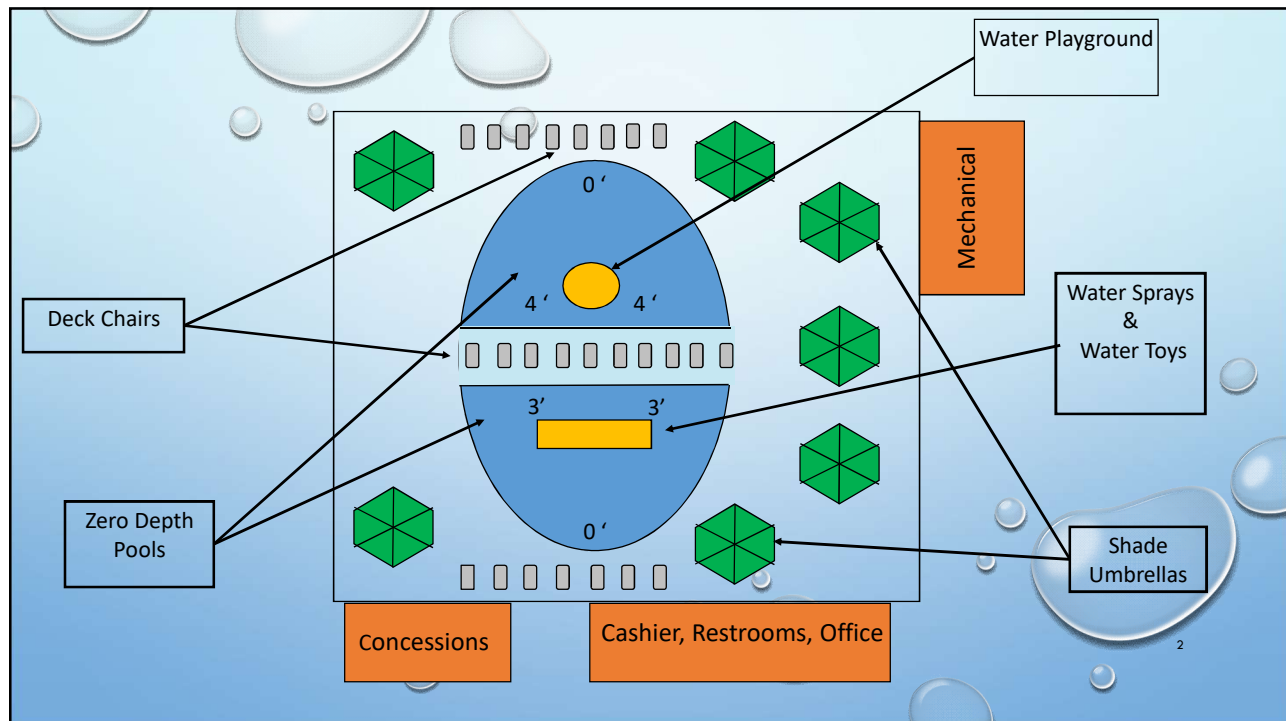 Water Playground
0 ‘
Mechanical
4 ‘ 4 ‘
Deck Chairs
Water Sprays
&
Water Toys
3’ 3’
Zero Depth
Pools
0’
Shade
Umbrellas
Concessions
Cashier, Restrooms, Office
2